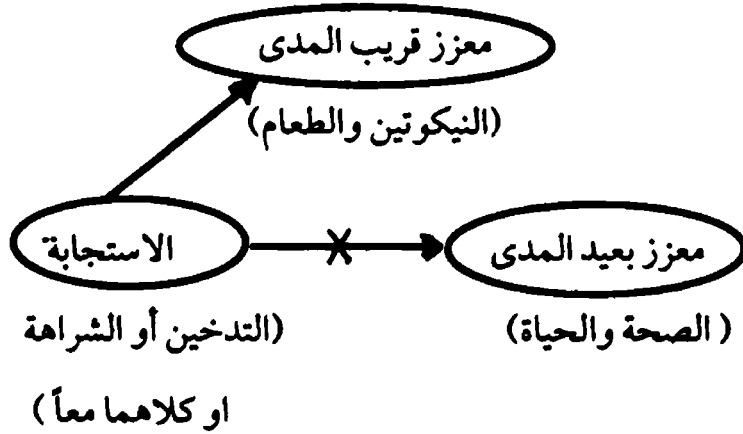 معزز قريب المدى
(النيكوتين والطعام)
الاستجابة
معزز بعيد المدى
(التدخين أو الشراهة
او كلاهما معاً)
(الصحة والحياة)